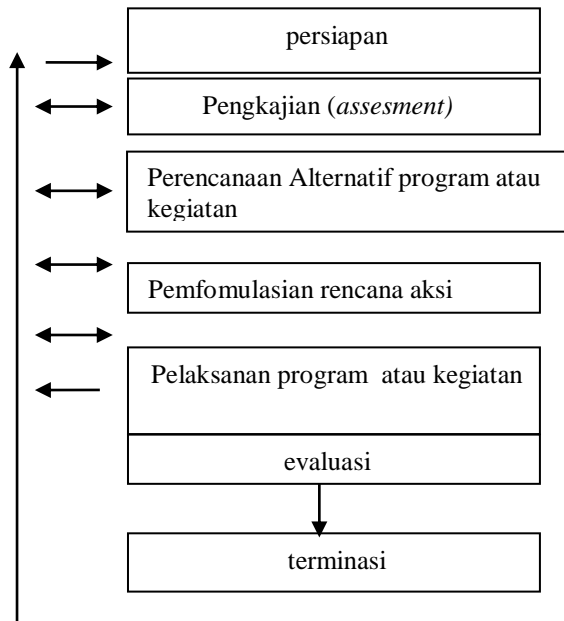 persiapan
Pengkajian (assesment)
Perencanaan Alternatif program atau
kegiatan
Pemfomulasian rencana aksi
Pelaksanan program atau kegiatan
evaluasi
terminasi